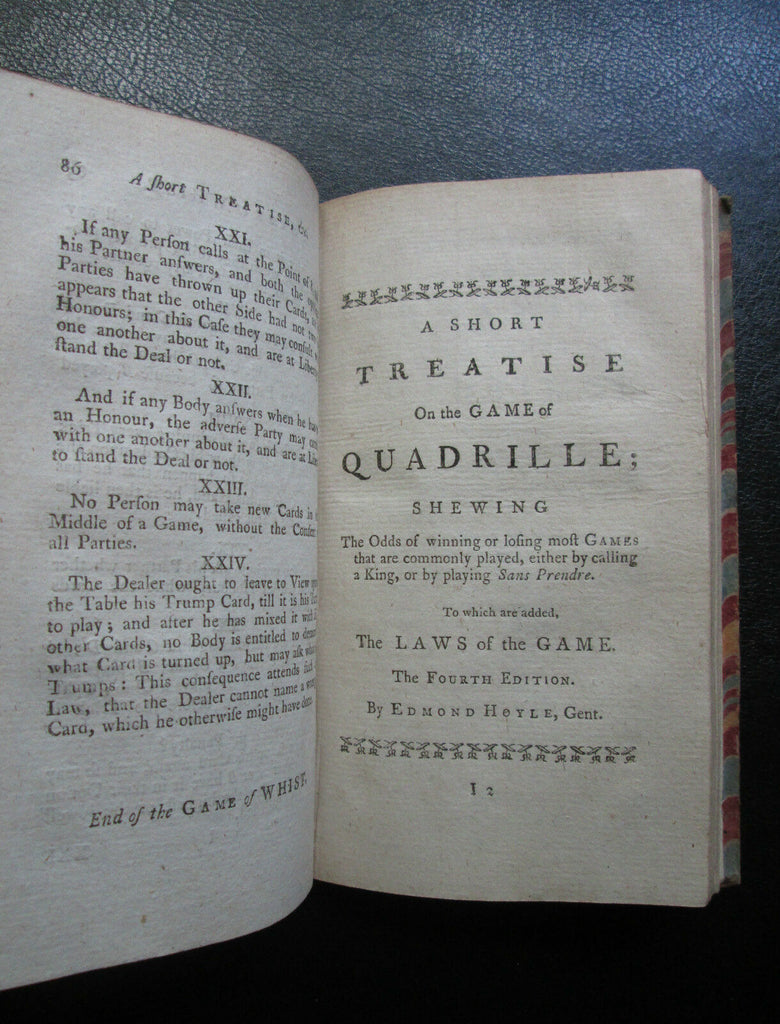 86
A ſhort TREATISE, &c.
XXI.
If any Perſon calls at the Point of
his Partner anſwers, and both the
Parties have thrown up their Cards,
appears that the other Side had not
Honours; in this Caſe they may conſult
one another about it, and are at Liberty
ſtand the Deal or not.
XXII.
And if any Body anſwers when he
an Honour, the adverſe Party may
with one another about it, and are at
to ſtand the Deal or not.
XXIII.
No Perſon may take new Cards in
Middle of a Game, without the Conſent
all Parties.
XXIV.
The Dealer ought to leave to View
the Table his Trump Card, till it is his
to play; and after he has mixed it with
other Cards, no Body is entitled to
what Card is turned up, but may aſk
Trumps: This conſequence attends
Law, that the Dealer cannot name a
Card, which he otherwiſe might have done
End of the GAME of WHIST.
A SHORT
TREATISE
On the GAME of
QUADRILLE;
SHEWING
The Odds of winning or loſing moſt GAMES
that are commonly played, either by calling
a King, or by playing Sans Prendre.
To which are added,
The LAWS of the GAME.
The FOURTH EDITION.
By EDMOND HOYLE, Gent.
I 2